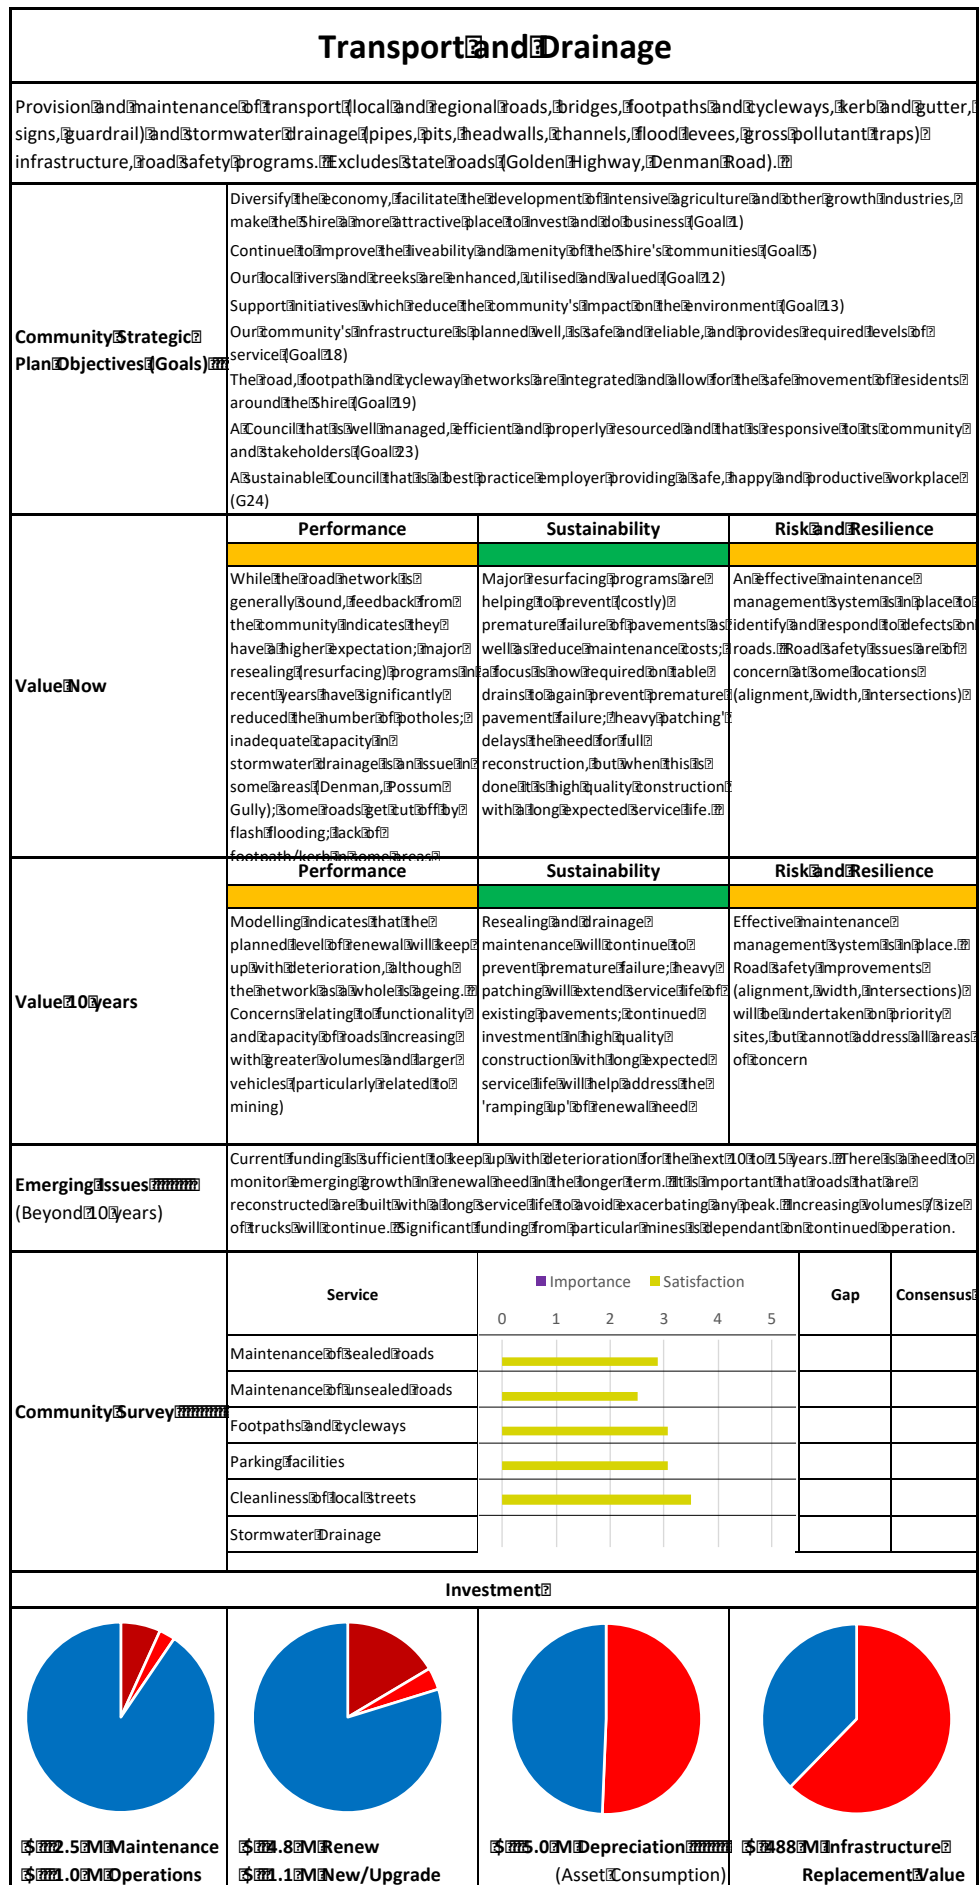 Transport and Drainage
Provision and maintenance of transport (local and regional roads, bridges, footpaths and cycleways, kerb and gutter,
signs, guardrail) and stormwater drainage (pipes, pits, headwalls, channels, flood levees, gross pollutant traps)
infrastructure, road safety programs. Excludes state roads (Golden Highway, Denman Road).
Community Strategic
Plan Objectives (Goals)
Diversify the economy, facilitate the development of intensive agriculture and other growth industries,
make the Shire a more attractive place to invest and do business (Goal 1)
Continue to improve the liveability and amenity of the Shire's communities (Goal 5)
Our local rivers and creeks are enhanced, utilised and valued (Goal 12)
Support initiatives which reduce the community's impact on the environment (Goal 13)
Our community's infrastructure is planned well, is safe and reliable, and provides required levels of
service (Goal 18)
The road, footpath and cycleway networks are integrated and allow for the safe movement of residents
around the Shire (Goal 19)
A Council that is well managed, efficient and properly resourced and that is responsive to its community
and stakeholders (Goal 23)
A sustainable Council that is a best practice employer providing a safe, happy and productive workplace
(G24)
Value Now
Performance
While the road network is
generally sound, feedback from
the community indicates they
have a higher expectation; major
resealing (resurfacing) programs in
recent years have significantly
reduced the number of potholes;
inadequate capacity in
stormwater drainage is an issue in
some areas (Denman, Possum
Gully); some roads get cut off by
flash flooding; lack of
footpath/kerb in some areas
Sustainability
Major resurfacing programs are
helping to prevent (costly)
premature failure of pavements as
well as reduce maintenance costs;
a focus is now required on table
drains to again prevent premature
pavement failure; 'heavy patching'
delays the need for full
reconstruction, but when this is
done it is high quality construction
with a long expected service life.
Risk and Resilience
An effective maintenance
management system is in place to
identify and respond to defects on
roads. Road safety issues are of
concern at some locations
(alignment, width, intersections)
Value 10 years
Performance
Modelling indicates that the
planned level of renewal will keep
up with deterioration, although
the network as a whole is ageing.
Concerns relating to functionality
and capacity of roads increasing
with greater volumes and larger
vehicles (particularly related to
mining)
Sustainability
Resealing and drainage
maintenance will continue to
prevent premature failure; heavy
patching will extend service life of
existing pavements; continued
investment in high quality
construction with long expected
service life will help address the
'ramping up' of renewal need
Risk and Resilience
Effective maintenance
management system is in place.
Road safety improvements
(alignment, width, intersections)
will be undertaken on priority
sites, but cannot address all areas
of concern
Emerging Issues
(Beyond 10 years)
Current funding is sufficient to keep up with deterioration for the next 10 to 15 years. There is a need to
monitor emerging growth in renewal need in the longer term. It is important that roads that are
reconstructed are built with a long service life to avoid exacerbating any peak. Increasing volumes / size
of trucks will continue. Significant funding from particular mines is dependant on continued operation.
Community Survey
Service
Importance Satisfaction
0 1 2 3 4 5
Gap
Consensus
Maintenance of sealed roads
Maintenance of unsealed roads
Footpaths and cycleways
Parking facilities
Cleanliness of local streets
Stormwater Drainage
Investment
$ 2.5 M Maintenance
$ 1.0 M Operations
$ 4.8 M Renew
$ 1.1 M New/Upgrade
$ 5.0 M Depreciation
(Asset Consumption)
$ 488 M Infrastructure
Replacement Value